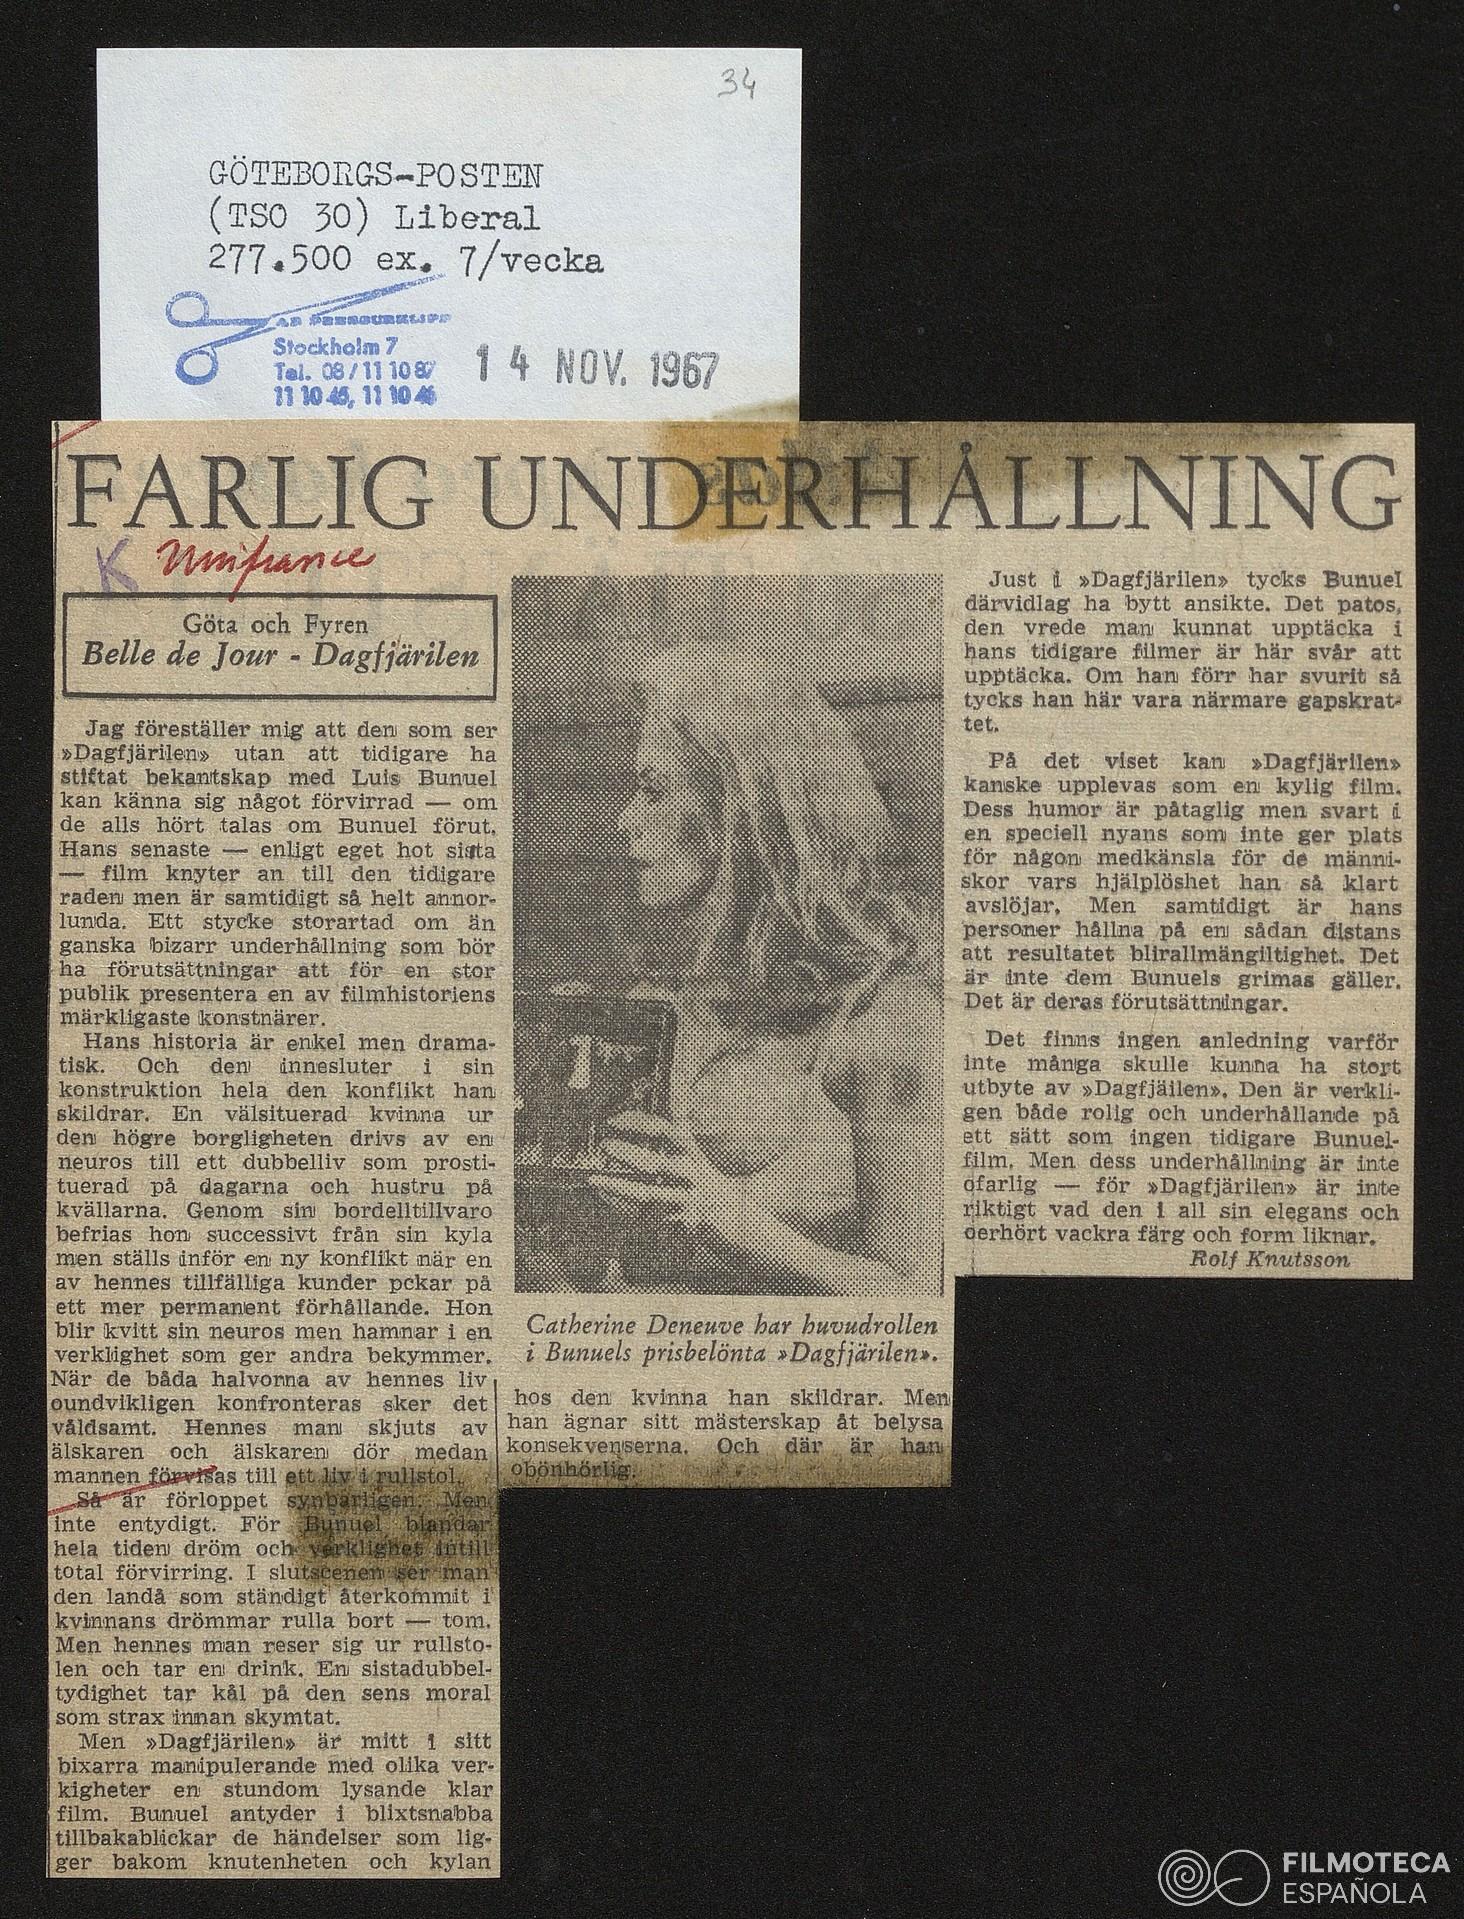 34
GÖTEBORGS-POSTEN
(TSO 30) Liberal
277.500 ex. 7/vecka
AB PRESSURKLIPP
Stockholm 7
Tel. 08/11 10 87
11 10 45, 11 10 46
14 NOV. 1967
FARLIG UNDERHÅLLNING
K Unifrance
Göta och Fyren
Belle de Jour - Dagfjärilen
Jag föreställer mig att den som ser
»Dagfjärilen» utan att tidigare ha
stiftat bekantskap med Luis Bunuel
kan känna sig något förvirrad — om
de alls hört talas om Bunuel förut.
Hans senaste — enligt eget hot sista
— film knyter an till den tidigare
raden men är samtidigt så helt annor-
lunda. Ett stycke storartad om än
ganska bizarr underhållning som bör
ha förutsättningar att för en stor
publik presentera en av filmhistoriens
märkligaste konstnärer.
Hans historia är enkel men drama-
tisk. Och den innesluter i sin
konstruktion hela den konflikt han
skildrar. En välsituerad kvinna ur
den högre borgligheten drivs av en
neuros till ett dubbelliv som prosti-
tuerad på dagarna och hustru på
kvällarna. Genom sin bordelltillvaro
befrias hon successivt från sin kyla
men ställs inför en ny konflikt när en
av hennes tillfälliga kunder pckar på
ett mer permanent förhållande. Hon
blir kvitt sin neuros men hamnar i en
verklighet som ger andra bekymmer.
När de båda halvorna av hennes liv
oundvikligen konfronteras sker det
våldsamt. Hennes man skjuts av
älskaren och älskaren dör medan
mannen förvisas till ett liv i rullstol.
Så är förloppet synbarligen. Men
inte entydigt. För Bunuel blandar
hela tiden dröm och verklighet intill
total förvirring. I slutscenen ser man
den landå som ständigt återkommit i
kvinnans drömmar rulla bort — tom.
Men hennes man reser sig ur rullsto-
len och tar en drink. En sistadubbel-
tydighet tar kål på den sens moral
som strax innan skymtat.
Men »Dagfjärilen» är mitt i sitt
bixarra manipulerande med olika ver-
kigheter en stundom lysande klar
film. Bunuel antyder i blixtsnabba
tillbakablickar de händelser som lig-
ger bakom knutenheten och kylan
Catherine Deneuve har huvudrollen
i Bunuels prisbelönta »Dagfjärilen».
hos den kvinna han skildrar. Men
han ägnar sitt mästerskap åt belysa
konsekvenserna. Och där är han
obönhörlig.
Just i »Dagfjärilen» tycks Bunuel
därvidlag ha bytt ansikte. Det patos,
den vrede man kunnat upptäcka i
hans tidigare filmer är här svår att
upptäcka. Om han förr har svurit så
tycks han här vara närmare gapskrat-
tet.
På det viset kan »Dagfjärilen»
kanske upplevas som en kylig film.
Dess humor är påtaglig men svart i
en speciell nyans som inte ger plats
för någon medkänsla för de männi-
skor vars hjälplöshet han så klart
avslöjar. Men samtidigt är hans
personer hållna på en sådan distans
att resultatet blirallmängiltighet. Det
är inte dem Bunuels grimas gäller.
Det är deras förutsättningar.
Det finns ingen anledning varför
inte många skulle kunna ha stort
utbyte av »Dagfjäilen». Den är verkli-
gen både rolig och underhållande på
ett sätt som ingen tidigare Bunuel-
film. Men dess underhållning är inte
ofarlig — för »Dagfjärilen» är inte
riktigt vad den i all sin elegans och
oerhört vackra färg och form liknar.
Rolf Knutsson
FILMOTECA
ESPAÑOLA